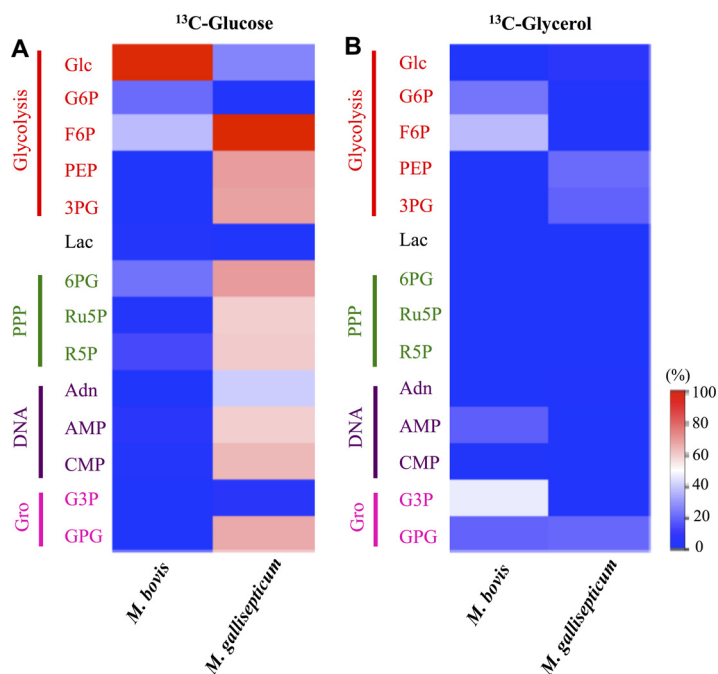 ¹³C-Glucose
A
Glycolysis
Glc
G6P
F6P
PEP
3PG
Lac
PPP
6PG
Ru5P
R5P
DNA
Adn
AMP
CMP
Gro
G3P
GPG
M. bovis
M. gallisepticum
¹³C-Glycerol
B
Glycolysis
Glc
G6P
F6P
PEP
3PG
Lac
PPP
6PG
Ru5P
R5P
DNA
Adn
AMP
CMP
Gro
G3P
GPG
M. bovis
M. gallisepticum
(%)
100
80
60
40
20
0